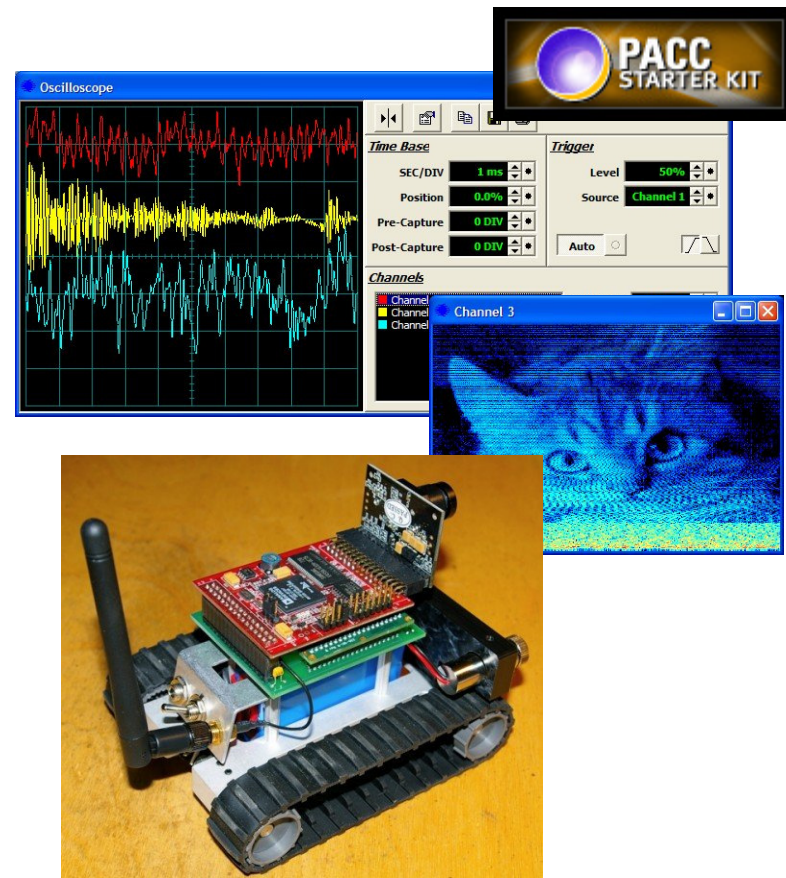 PACC
STARTER KIT
Oscilloscope
Time Base
SEC/DIV 1 ms
Position 0.0%
Pre-Capture 0 DIV
Post-Capture 0 DIV
Trigger
Level 50%
Source Channel 1
Auto
Channels
Channel
Channel
Channel
Channel 3